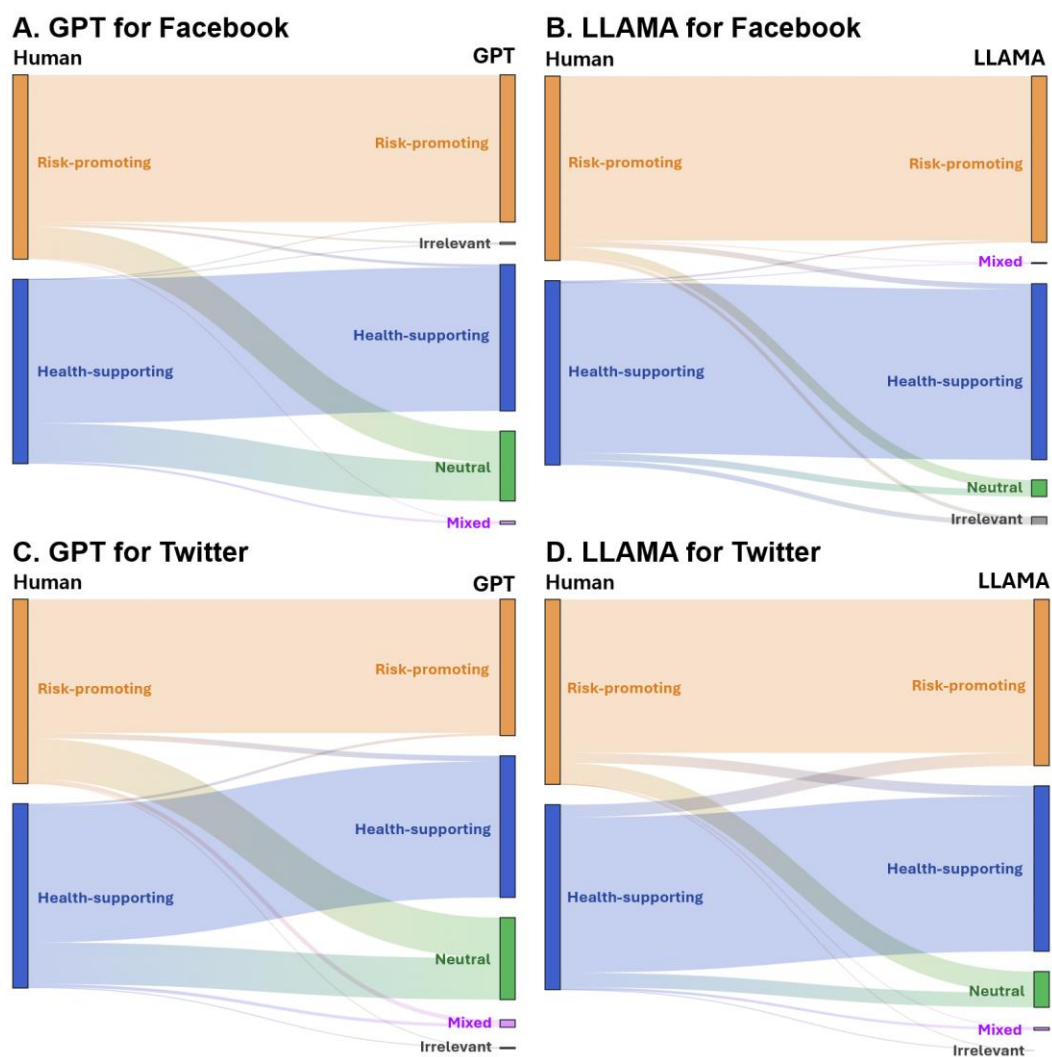 A. GPT for Facebook
Human
GPT
Risk-promoting
Risk-promoting
Irrelevant
Health-supporting
Health-supporting
Neutral
Mixed
B. LLAMA for Facebook
Human
LLAMA
Risk-promoting
Risk-promoting
Mixed
Health-supporting
Health-supporting
Neutral
Irrelevant
C. GPT for Twitter
Human
GPT
Risk-promoting
Risk-promoting
Health-supporting
Health-supporting
Neutral
Mixed
Irrelevant
D. LLAMA for Twitter
Human
LLAMA
Risk-promoting
Risk-promoting
Health-supporting
Health-supporting
Neutral
Mixed
Irrelevant